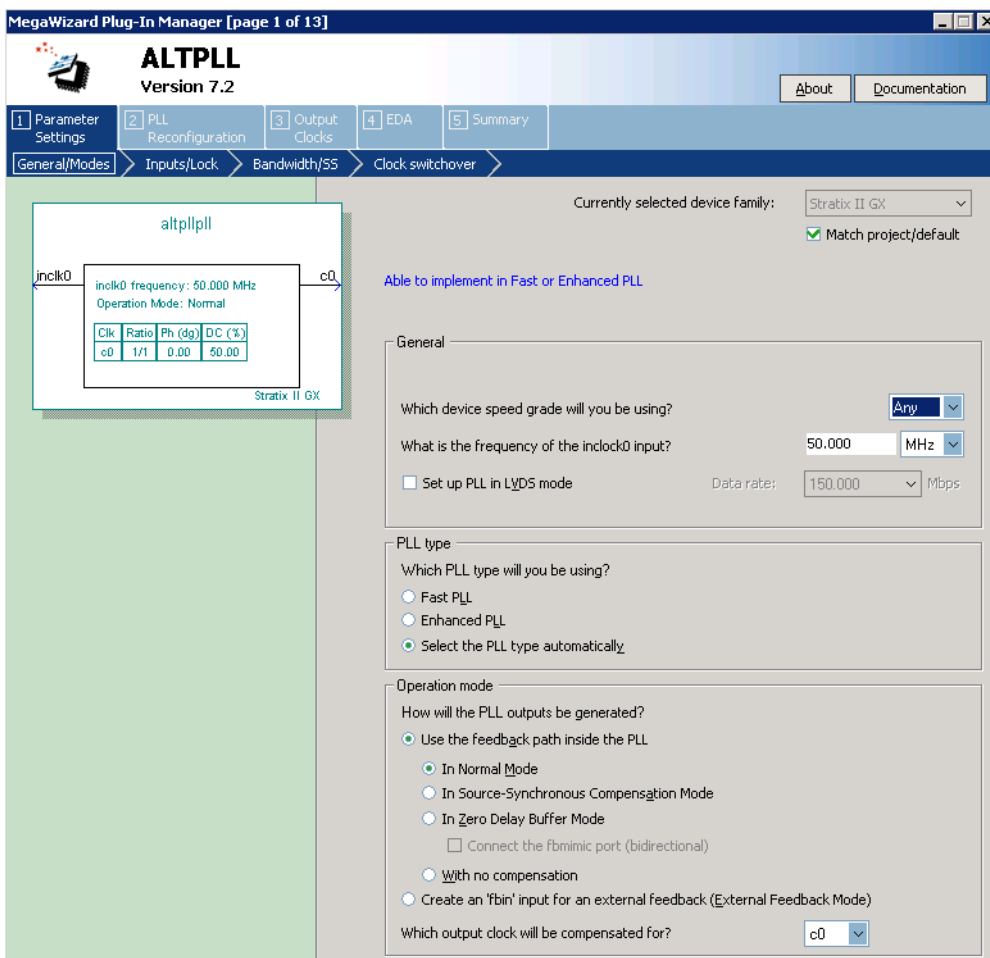 MegaWizard Plug-In Manager [page 1 of 13]
ALTPLL
Version 7.2
About
Documentation
1 Parameter Settings
2 PLL Reconfiguration
3 Output Clocks
4 EDA
5 Summary
General/Modes
Inputs/Lock
Bandwidth/SS
Clock switchover
altpllpll
inclk0
c0
inclk0 frequency: 50.000 MHz
Operation Mode: Normal
Clk Ratio Ph (dg) DC (%)
c0 1/1 0.00 50.00
Stratix II GX
Currently selected device family:
Stratix II GX
Match project/default
Able to implement in Fast or Enhanced PLL
General
Which device speed grade will you be using?
Any
What is the frequency of the inclock0 input?
50.000
MHz
Set up PLL in LVDS mode
Data rate:
150.000
Mbps
PLL type
Which PLL type will you be using?
Fast PLL
Enhanced PLL
Select the PLL type automatically
Operation mode
How will the PLL outputs be generated?
Use the feedback path inside the PLL
In Normal Mode
In Source-Synchronous Compensation Mode
In Zero Delay Buffer Mode
Connect the fbmimic port (bidirectional)
With no compensation
Create an 'fbin' input for an external feedback (External Feedback Mode)
Which output clock will be compensated for?
c0